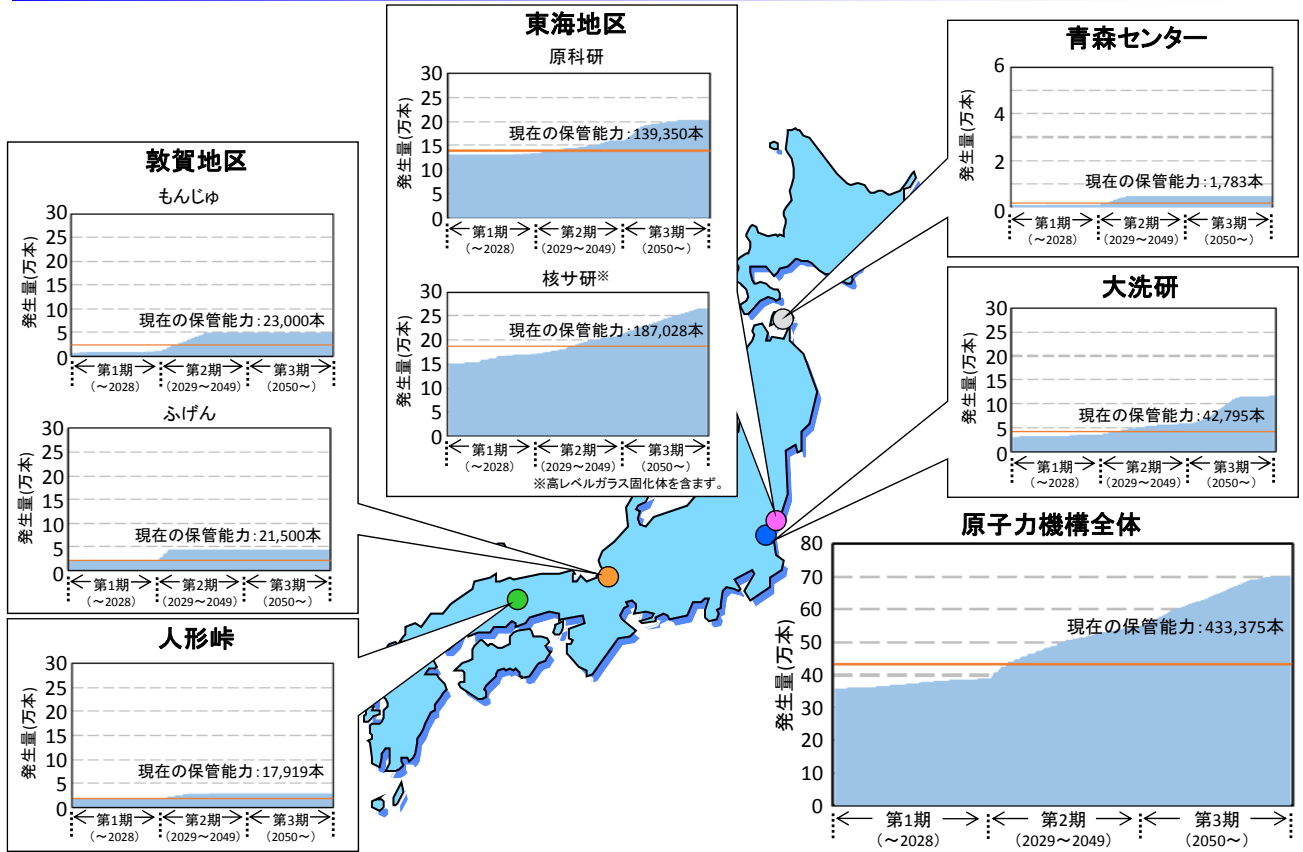 東海地区
原科研
発生量(万本)
30
25
20
15
10
5
0
現在の保管能力:139,350本
第1期
(~2028)
第2期
(2029~2049)
第3期
(2050~)
核サ研※
発生量(万本)
30
25
20
15
10
5
0
現在の保管能力:187,028本
第1期
(~2028)
第2期
(2029~2049)
第3期
(2050~)
※高レベルガラス固化体を含まず。
青森センター
発生量(万本)
6
4
2
0
現在の保管能力:1,783本
第1期
(~2028)
第2期
(2029~2049)
第3期
(2050~)
敦賀地区
もんじゅ
発生量(万本)
30
25
20
15
10
5
0
現在の保管能力:23,000本
第1期
(~2028)
第2期
(2029~2049)
第3期
(2050~)
ふげん
発生量(万本)
30
25
20
15
10
5
0
現在の保管能力:21,500本
第1期
(~2028)
第2期
(2029~2049)
第3期
(2050~)
大洗研
発生量(万本)
30
25
20
15
10
5
0
現在の保管能力:42,795本
第1期
(~2028)
第2期
(2029~2049)
第3期
(2050~)
人形峠
発生量(万本)
30
25
20
15
10
5
0
現在の保管能力:17,919本
第1期
(~2028)
第2期
(2029~2049)
第3期
(2050~)
原子力機構全体
発生量(万本)
80
70
60
50
40
30
20
10
0
現在の保管能力:433,375本
第1期
(~2028)
第2期
(2029~2049)
第3期
(2050~)